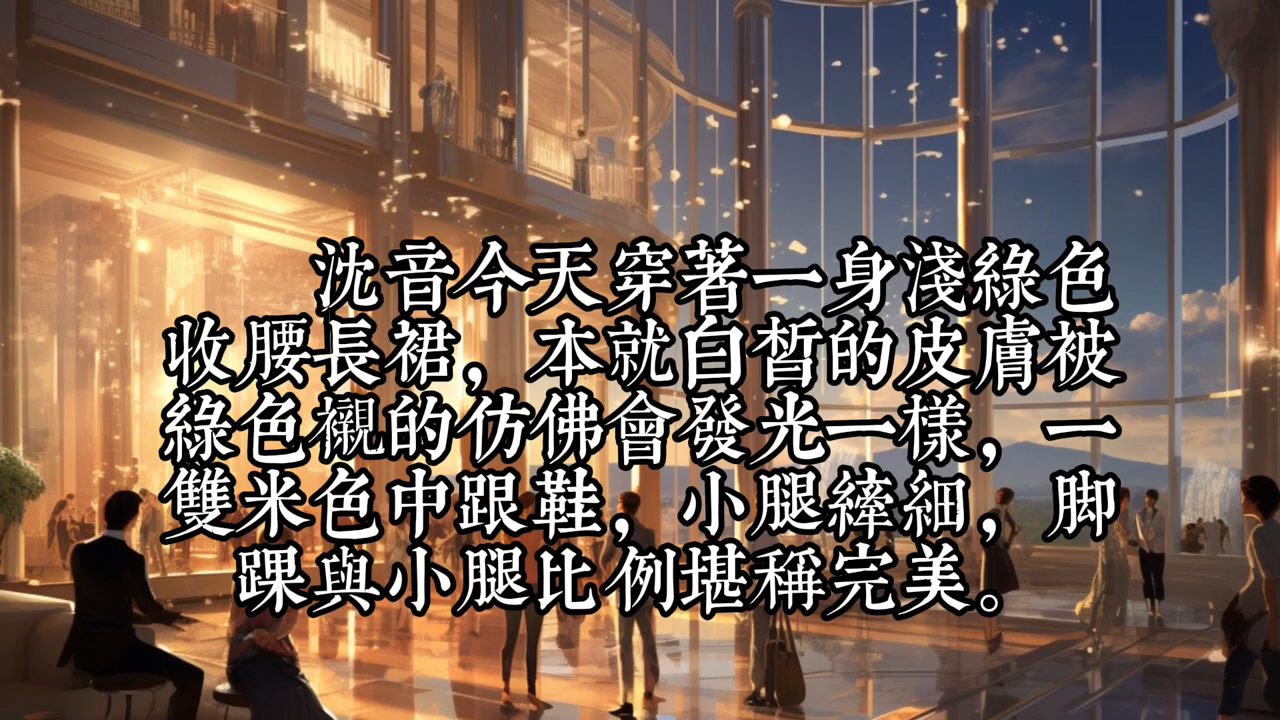 沈音今天穿著一身淺綠色
收腰長裙，本就白皙的皮膚被
綠色襯的仿佛會發光一樣，一
雙米色中跟鞋，小腿縴細，腳
踝與小腿比例堪稱完美。